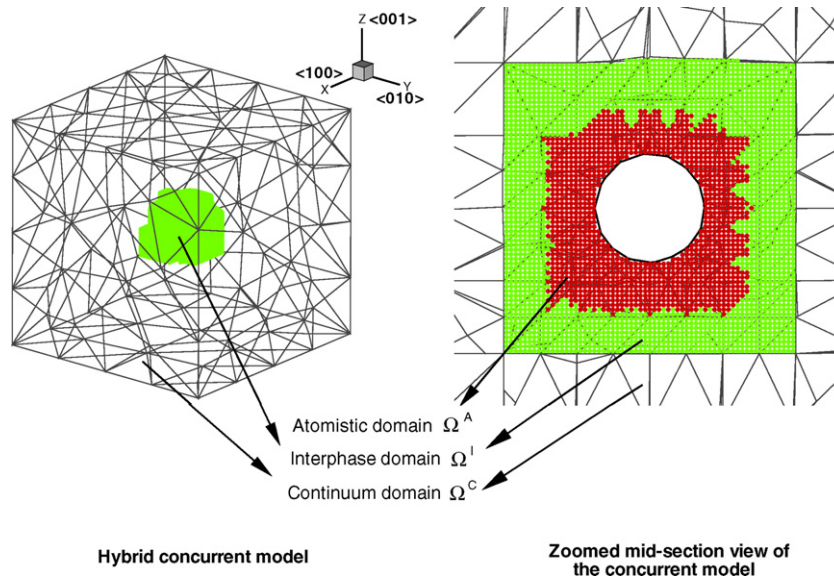 Z <001>
<100>
X
Y
<010>
Atomistic domain Ω^A
Interphase domain Ω^I
Continuum domain Ω^C
Hybrid concurrent model
Zoomed mid-section view of
the concurrent model